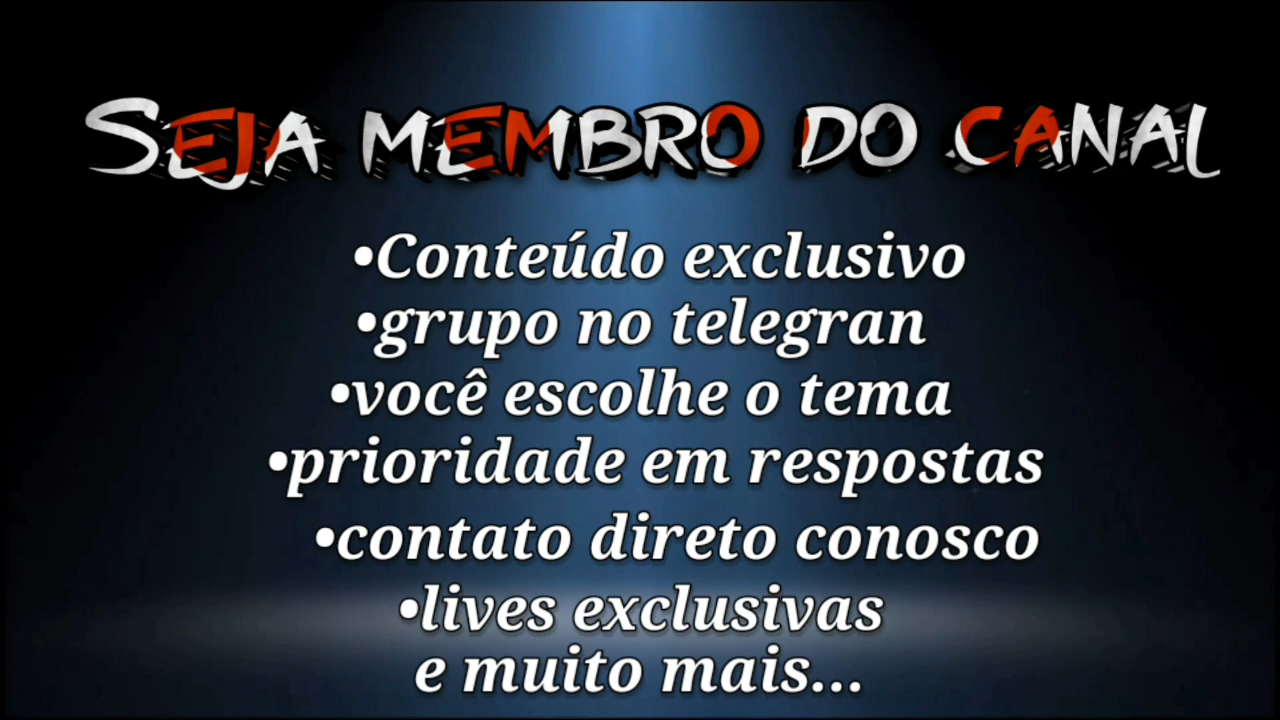 SEJA MEMBRO DO CANAL
•Conteúdo exclusivo
•grupo no telegran
•você escolhe o tema
•prioridade em respostas
•contato direto conosco
•lives exclusivas
e muito mais...